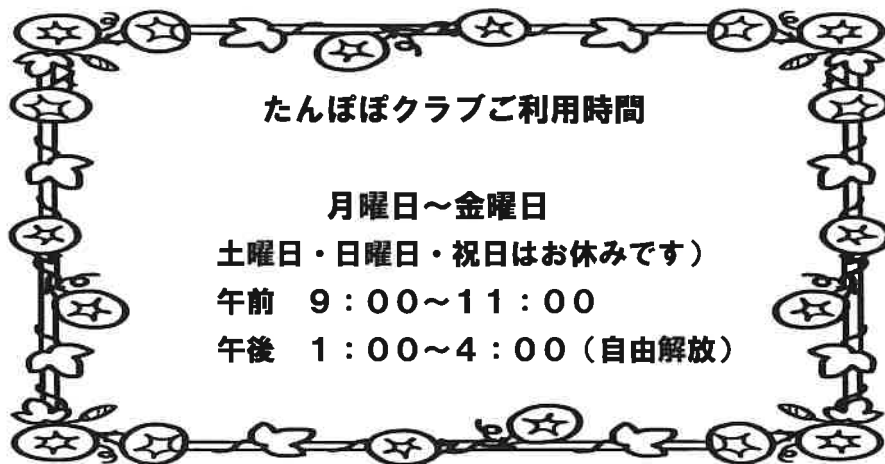 たんぽぽクラブご利用時間
月曜日～金曜日
土曜日・日曜日・祝日はお休みです）
午前　９：００～１１：００
午後　１：００～４：００（自由解放）